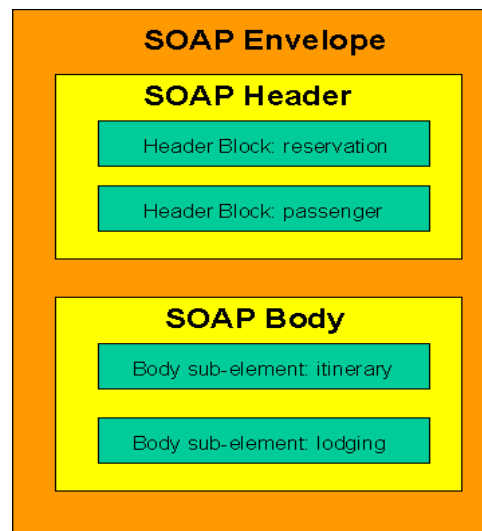 SOAP Envelope
SOAP Header
Header Block: reservation
Header Block: passenger
SOAP Body
Body sub-element: itinerary
Body sub-element: lodging